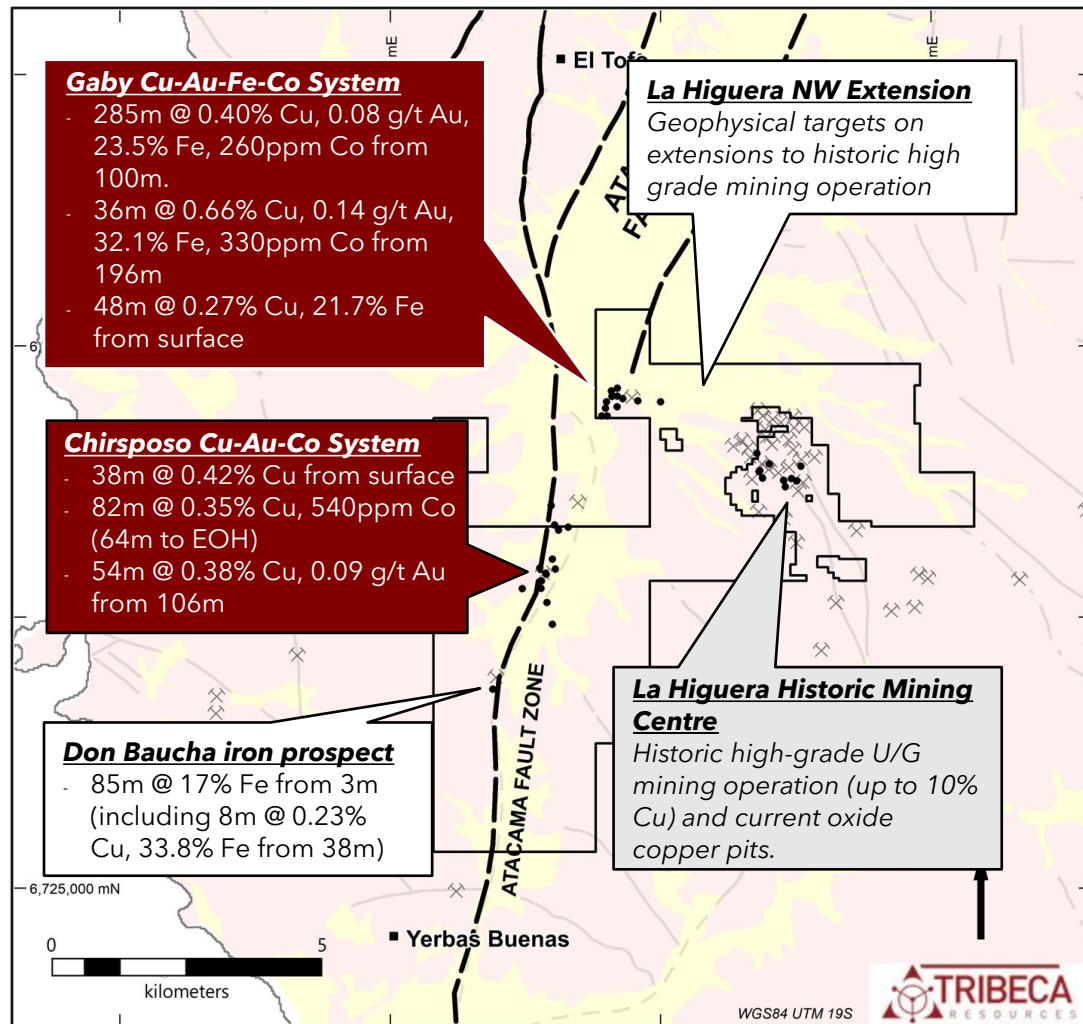 mE
mE
El Tofo
Gaby Cu-Au-Fe-Co System
- 285m @ 0.40% Cu, 0.08 g/t Au,
23.5% Fe, 260ppm Co from
100m.
- 36m @ 0.66% Cu, 0.14 g/t Au,
32.1% Fe, 330ppm Co from
196m
- 48m @ 0.27% Cu, 21.7% Fe
from surface
La Higuera NW Extension
Geophysical targets on
extensions to historic high
grade mining operation
Chirsposo Cu-Au-Co System
- 38m @ 0.42% Cu from surface
- 82m @ 0.35% Cu, 540ppm Co
(64m to EOH)
- 54m @ 0.38% Cu, 0.09 g/t Au
from 106m
Don Baucha iron prospect
- 85m @ 17% Fe from 3m
(including 8m @ 0.23%
Cu, 33.8% Fe from 38m)
La Higuera Historic Mining
Centre
Historic high-grade U/G
mining operation (up to 10%
Cu) and current oxide
copper pits.
ATACAMA FAULT ZONE
6,725,000 mN
Yerbas Buenas
0 5
kilometers
WGS84 UTM 19S
TRIBECA
RESOURCES